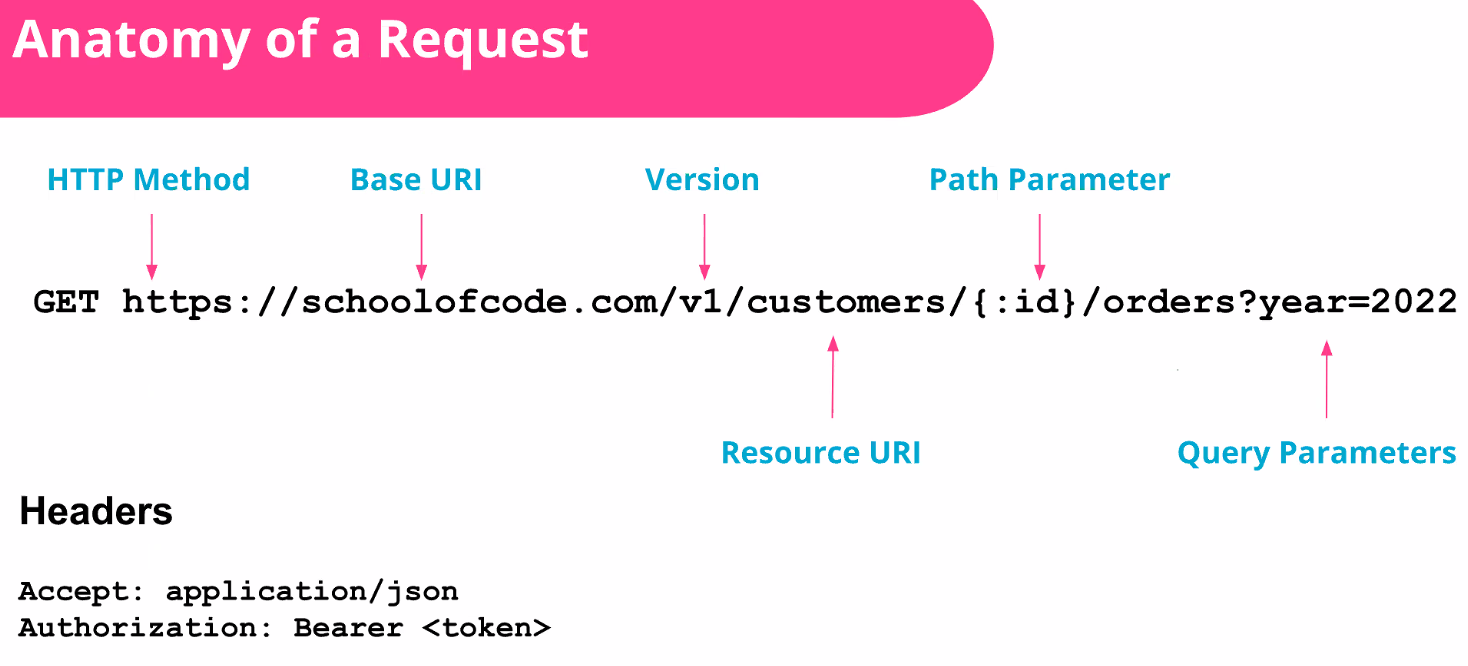 Anatomy of a Request
HTTP Method Base URI Version Path Parameter
GET https://schoolofcode.com/v1/customers/{:id}/orders?year=2022
Resource URI Query Parameters
Headers
Accept: application/json
Authorization: Bearer <token>